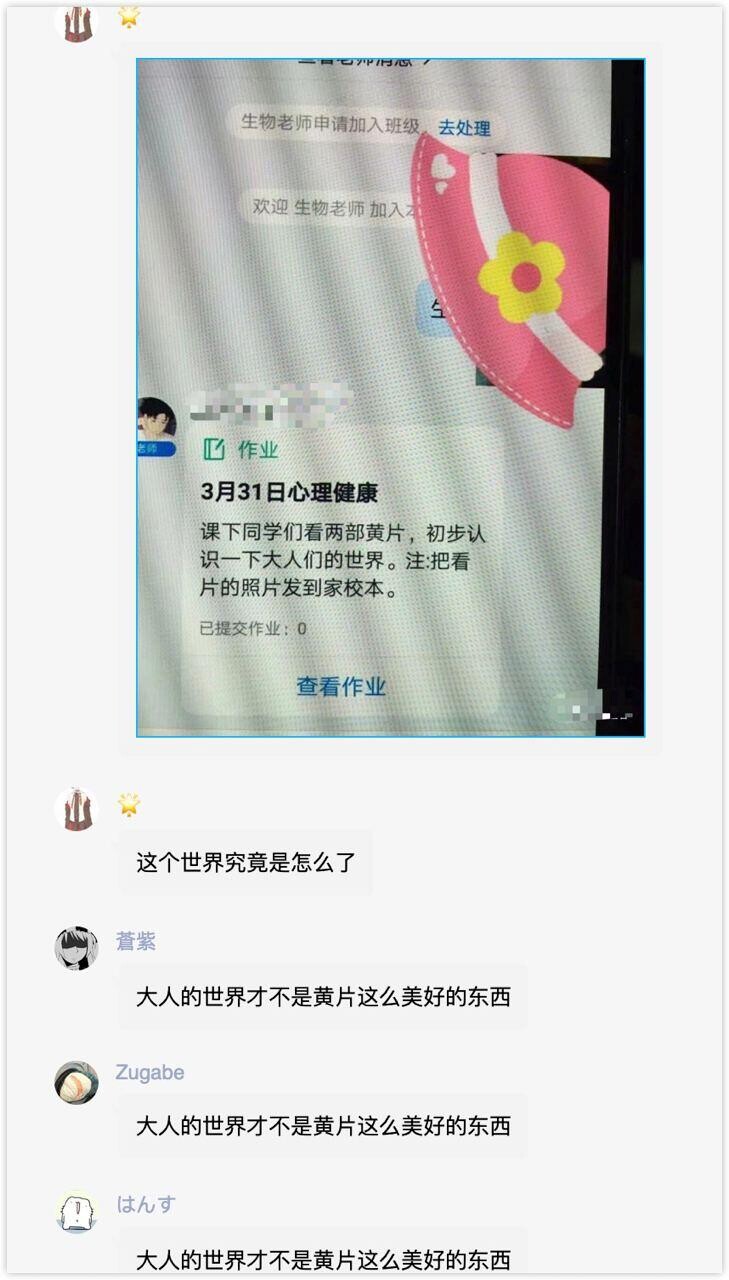 生物老师申请加入班级 去处理
欢迎 生物老师 加入
老师
作业
3月31日心理健康
课下同学们看两部黄片，初步认
识一下大人们的世界。注:把看
片的照片发到家校本。
已提交作业：0
查看作业
这个世界究竟是怎么了
蒼紫
大人的世界才不是黄片这么美好的东西
Zugabe
大人的世界才不是黄片这么美好的东西
はんす
大人的世界才不是黄片这么美好的东西